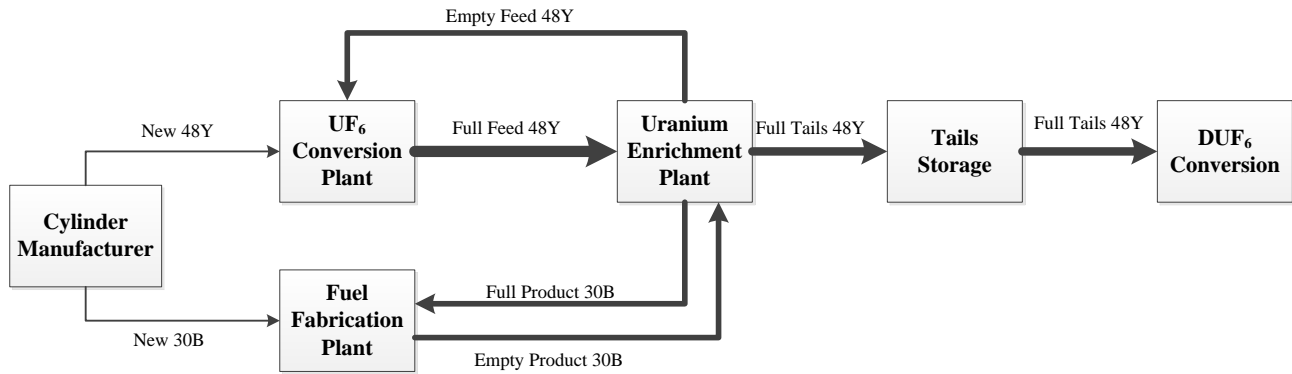 Empty Feed 48Y
New 48Y
UF₆
Conversion
Plant
Full Feed 48Y
Uranium
Enrichment
Plant
Full Tails 48Y
Tails
Storage
Full Tails 48Y
DUF₆
Conversion
Cylinder
Manufacturer
New 30B
Fuel
Fabrication
Plant
Full Product 30B
Empty Product 30B